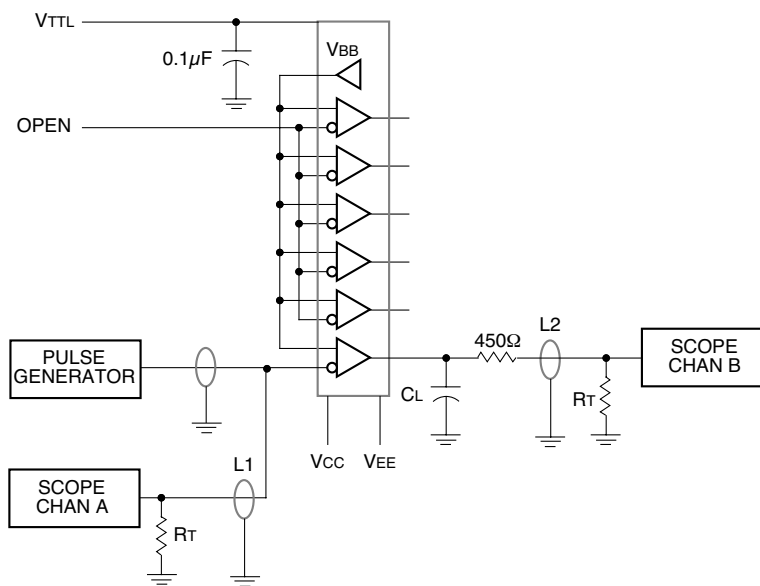 VTTL
0.1µF
VBB
OPEN
PULSE
GENERATOR
450Ω
L2
SCOPE
CHAN B
CL
RT
VCC
VEE
L1
SCOPE
CHAN A
RT